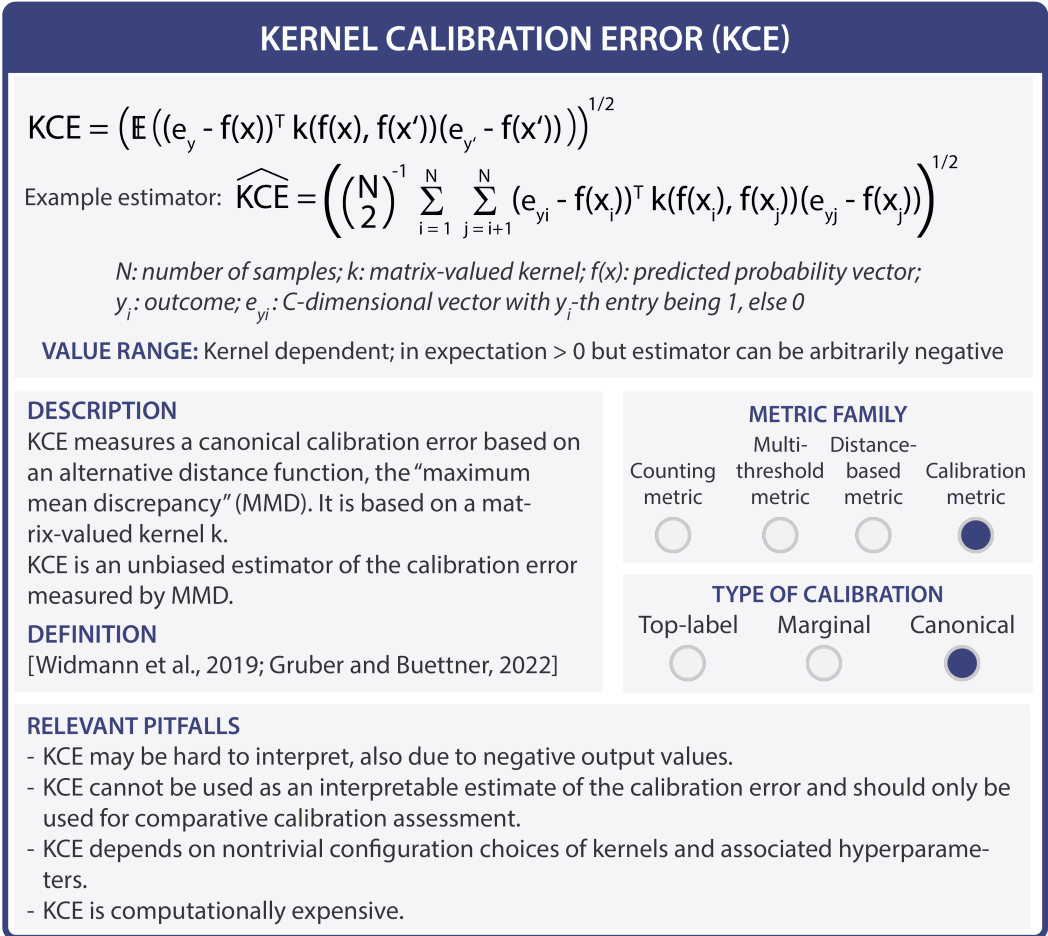 KERNEL CALIBRATION ERROR (KCE)
KCE = (𝔼 ((e_y - f(x))^T k(f(x), f(x‘))(e_y′ - f(x‘))))^1/2
Example estimator: \widehat{KCE} = ((N 2)^-1 Σ_{i = 1}^N Σ_{j = i+1}^N (e_yi - f(x_i))^T k(f(x_i), f(x_j))(e_yj - f(x_j)))^1/2
N: number of samples; k: matrix-valued kernel; f(x): predicted probability vector;
y_i: outcome; e_yi: C-dimensional vector with y_i-th entry being 1, else 0
VALUE RANGE: Kernel dependent; in expectation > 0 but estimator can be arbitrarily negative
DESCRIPTION
KCE measures a canonical calibration error based on
an alternative distance function, the “maximum
mean discrepancy” (MMD). It is based on a mat-
rix-valued kernel k.
KCE is an unbiased estimator of the calibration error
measured by MMD.
DEFINITION
[Widmann et al., 2019; Gruber and Buettner, 2022]
METRIC FAMILY
Counting metric
Multi-threshold metric
Distance-based metric
Calibration metric
TYPE OF CALIBRATION
Top-label Marginal Canonical
RELEVANT PITFALLS
- KCE may be hard to interpret, also due to negative output values.
- KCE cannot be used as an interpretable estimate of the calibration error and should only be
used for comparative calibration assessment.
- KCE depends on nontrivial configuration choices of kernels and associated hyperparame-
ters.
- KCE is computationally expensive.